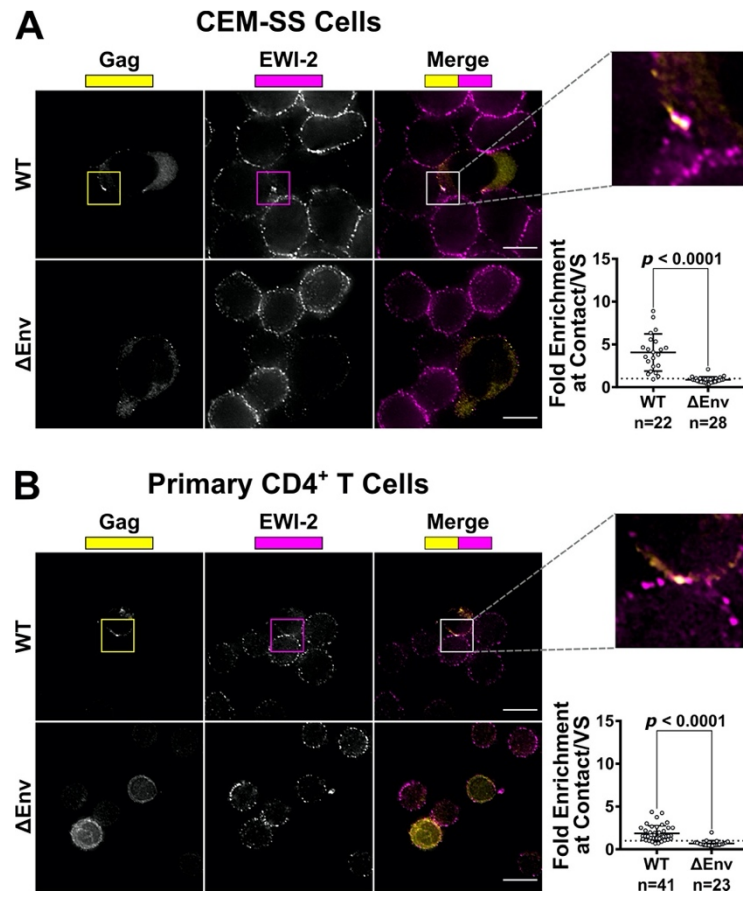 A
CEM-SS Cells
Gag
EWI-2
Merge
WT
ΔEnv
Fold Enrichment
at Contact/VS
15
10
5
0
p < 0.0001
WT
ΔEnv
n=22
n=28
B
Primary CD4⁺ T Cells
Gag
EWI-2
Merge
WT
ΔEnv
Fold Enrichment
at Contact/VS
15
10
5
0
p < 0.0001
WT
ΔEnv
n=41
n=23